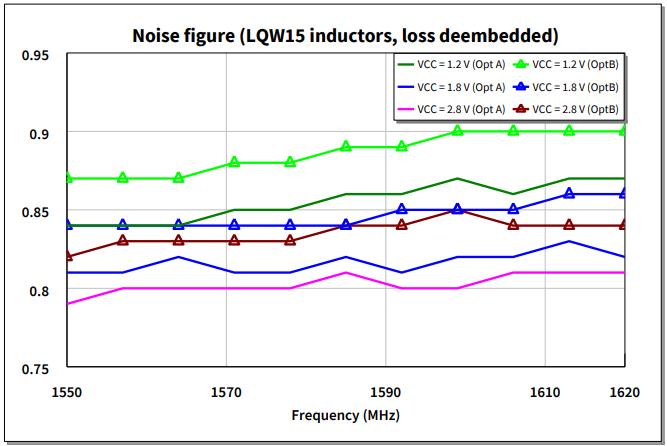 Noise figure (LQW15 inductors, loss deembedded)
VCC = 1.2 V (Opt A) VCC = 1.2 V (OptB)
VCC = 1.8 V (Opt A) VCC = 1.8 V (OptB)
VCC = 2.8 V (Opt A) VCC = 2.8 V (OptB)
0.95
0.9
0.85
0.8
0.75
1550 1570 1590 1610 1620
Frequency (MHz)